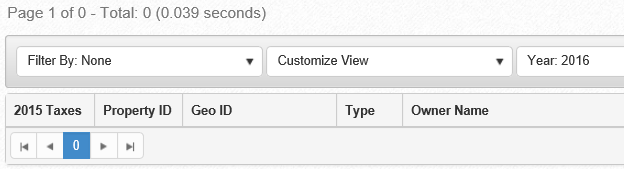 Page 1 of 0 - Total: 0 (0.039 seconds)
Filter By: None Customize View Year: 2016
2015 Taxes Property ID Geo ID Type Owner Name
0